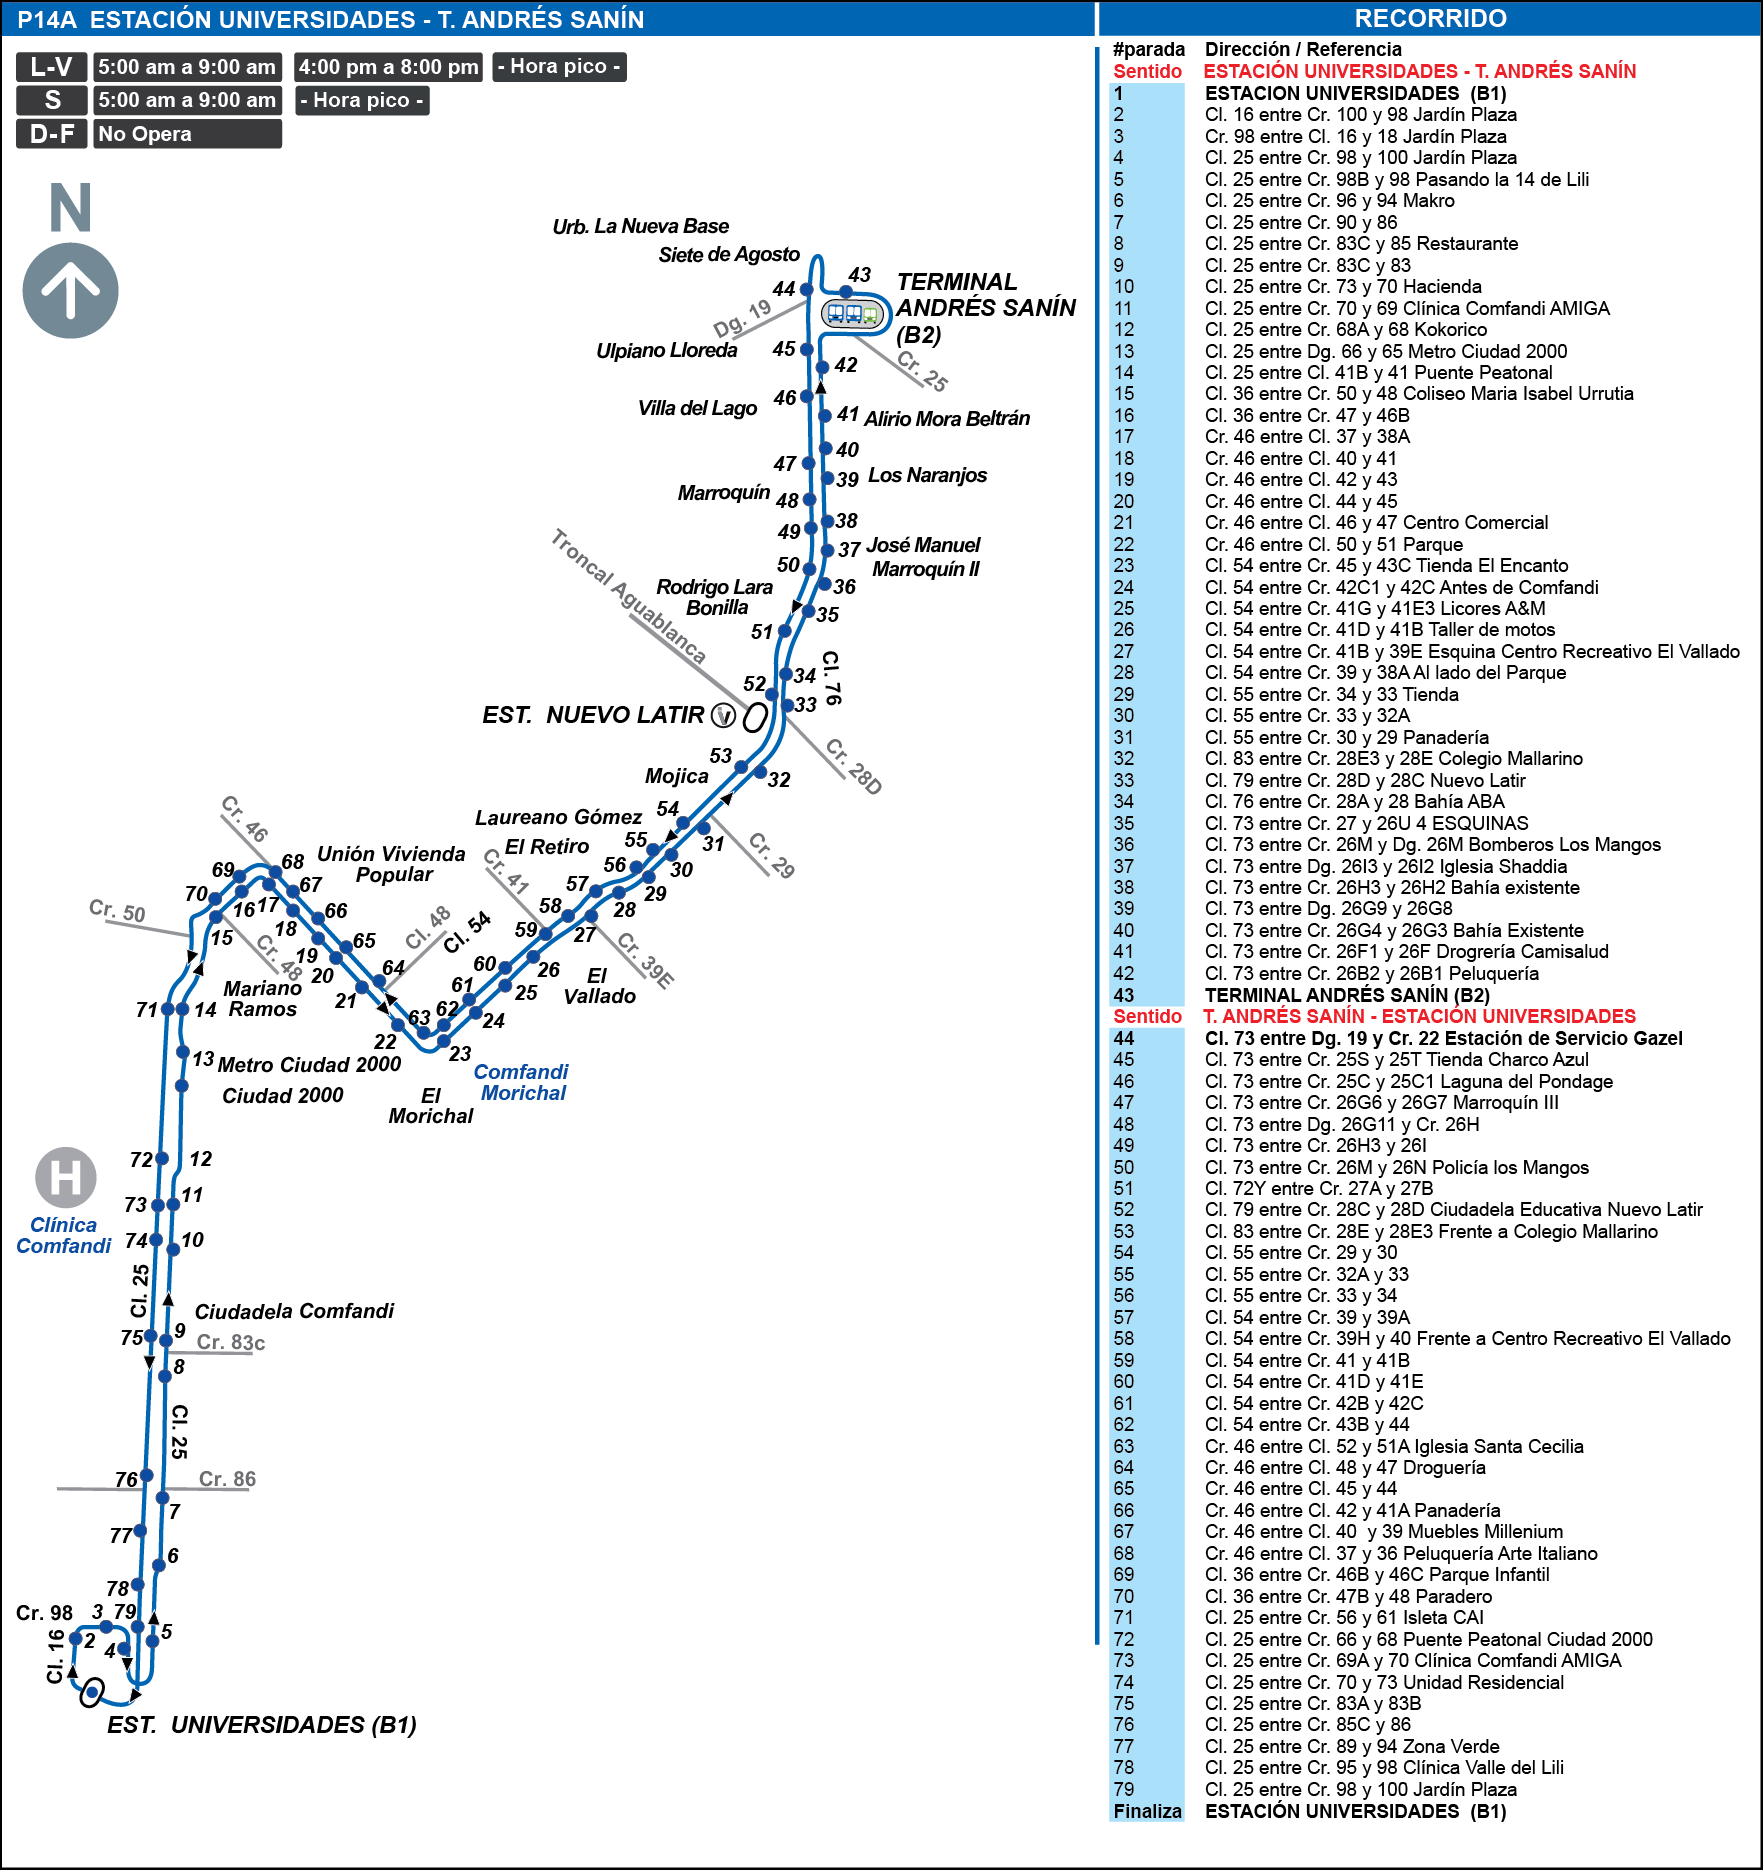 P14A ESTACIÓN UNIVERSIDADES - T. ANDRÉS SANÍN
L-V 5:00 am a 9:00 am 4:00 pm a 8:00 pm - Hora pico -
S 5:00 am a 9:00 am - Hora pico -
D-F No Opera
N
Urb. La Nueva Base
Siete de Agosto
43
44
TERMINAL
ANDRÉS SANÍN
(B2)
Dg. 19
Cr. 25
Ulpiano Lloreda
45
42
Villa del Lago
46
41 Alirio Mora Beltrán
40
47
39 Los Naranjos
Marroquín 48
38
49
37 José Manuel
Marroquín II
50
36
Troncal Aguablanca
Rodrigo Lara
Bonilla
35
51
34
Cl. 76
52
33
EST. NUEVO LATIR
Cr. 28D
53
Mojica
32
Laureano Gómez
54
31
Cr. 29
El Retiro
55
30
56
29
Cr. 41
57
28
58
27
59
Cr. 39E
26
60
El
Vallado
25
61
24
62
63
23
Cl. 48
Cl. 54
Cr. 46
Unión Vivienda
Popular
69
68
67
70
16
17
66
18
65
15
19
64
20
21
22
Cr. 50
Cr. 48
Mariano
Ramos
71
14
13 Metro Ciudad 2000
Ciudad 2000
El
Morichal
Comfandi
Morichal
H
Clínica
Comfandi
72
12
73
11
74
10
Cl. 25
Ciudadela Comfandi
75
9
Cr. 83c
8
Cl. 25
76
Cr. 86
7
77
6
78
Cr. 98
3
79
2
4
5
Cl. 16
EST. UNIVERSIDADES (B1)
RECORRIDO
#parada Dirección / Referencia
Sentido ESTACIÓN UNIVERSIDADES - T. ANDRÉS SANÍN
1 ESTACION UNIVERSIDADES (B1)
2 Cl. 16 entre Cr. 100 y 98 Jardín Plaza
3 Cr. 98 entre Cl. 16 y 18 Jardín Plaza
4 Cl. 25 entre Cr. 98 y 100 Jardín Plaza
5 Cl. 25 entre Cr. 98B y 98 Pasando la 14 de Lili
6 Cl. 25 entre Cr. 96 y 94 Makro
7 Cl. 25 entre Cr. 90 y 86
8 Cl. 25 entre Cr. 83C y 85 Restaurante
9 Cl. 25 entre Cr. 83C y 83
10 Cl. 25 entre Cr. 73 y 70 Hacienda
11 Cl. 25 entre Cr. 70 y 69 Clínica Comfandi AMIGA
12 Cl. 25 entre Cr. 68A y 68 Kokorico
13 Cl. 25 entre Dg. 66 y 65 Metro Ciudad 2000
14 Cl. 25 entre Cl. 41B y 41 Puente Peatonal
15 Cl. 36 entre Cr. 50 y 48 Coliseo Maria Isabel Urrutia
16 Cl. 36 entre Cr. 47 y 46B
17 Cr. 46 entre Cl. 37 y 38A
18 Cr. 46 entre Cl. 40 y 41
19 Cr. 46 entre Cl. 42 y 43
20 Cr. 46 entre Cl. 44 y 45
21 Cr. 46 entre Cl. 46 y 47 Centro Comercial
22 Cr. 46 entre Cl. 50 y 51 Parque
23 Cl. 54 entre Cr. 45 y 43C Tienda El Encanto
24 Cl. 54 entre Cr. 42C1 y 42C Antes de Comfandi
25 Cl. 54 entre Cr. 41G y 41E3 Licores A&M
26 Cl. 54 entre Cr. 41D y 41B Taller de motos
27 Cl. 54 entre Cr. 41B y 39E Esquina Centro Recreativo El Vallado
28 Cl. 54 entre Cr. 39 y 38A Al lado del Parque
29 Cl. 55 entre Cr. 34 y 33 Tienda
30 Cl. 55 entre Cr. 33 y 32A
31 Cl. 55 entre Cr. 30 y 29 Panadería
32 Cl. 83 entre Cr. 28E3 y 28E Colegio Mallarino
33 Cl. 79 entre Cr. 28D y 28C Nuevo Latir
34 Cl. 76 entre Cr. 28A y 28 Bahía ABA
35 Cl. 73 entre Cr. 27 y 26U 4 ESQUINAS
36 Cl. 73 entre Cr. 26M y Dg. 26M Bomberos Los Mangos
37 Cl. 73 entre Dg. 26I3 y 26I2 Iglesia Shaddia
38 Cl. 73 entre Cr. 26H3 y 26H2 Bahía existente
39 Cl. 73 entre Dg. 26G9 y 26G8
40 Cl. 73 entre Cr. 26G4 y 26G3 Bahía Existente
41 Cl. 73 entre Cr. 26F1 y 26F Drogrería Camisalud
42 Cl. 73 entre Cr. 26B2 y 26B1 Peluquería
43 TERMINAL ANDRÉS SANÍN (B2)
Sentido T. ANDRÉS SANÍN - ESTACIÓN UNIVERSIDADES
44 Cl. 73 entre Dg. 19 y Cr. 22 Estación de Servicio Gazel
45 Cl. 73 entre Cr. 25S y 25T Tienda Charco Azul
46 Cl. 73 entre Cr. 25C y 25C1 Laguna del Pondage
47 Cl. 73 entre Cr. 26G6 y 26G7 Marroquín III
48 Cl. 73 entre Dg. 26G11 y Cr. 26H
49 Cl. 73 entre Cr. 26H3 y 26I
50 Cl. 73 entre Cr. 26M y 26N Policía los Mangos
51 Cl. 72Y entre Cr. 27A y 27B
52 Cl. 79 entre Cr. 28C y 28D Ciudadela Educativa Nuevo Latir
53 Cl. 83 entre Cr. 28E y 28E3 Frente a Colegio Mallarino
54 Cl. 55 entre Cr. 29 y 30
55 Cl. 55 entre Cr. 32A y 33
56 Cl. 55 entre Cr. 33 y 34
57 Cl. 54 entre Cr. 39 y 39A
58 Cl. 54 entre Cr. 39H y 40 Frente a Centro Recreativo El Vallado
59 Cl. 54 entre Cr. 41 y 41B
60 Cl. 54 entre Cr. 41D y 41E
61 Cl. 54 entre Cr. 42B y 42C
62 Cl. 54 entre Cr. 43B y 44
63 Cr. 46 entre Cl. 52 y 51A Iglesia Santa Cecilia
64 Cr. 46 entre Cl. 48 y 47 Droguería
65 Cr. 46 entre Cl. 45 y 44
66 Cr. 46 entre Cl. 42 y 41A Panadería
67 Cr. 46 entre Cl. 40 y 39 Muebles Millenium
68 Cr. 46 entre Cl. 37 y 36 Peluquería Arte Italiano
69 Cl. 36 entre Cr. 46B y 46C Parque Infantil
70 Cl. 36 entre Cr. 47B y 48 Paradero
71 Cl. 25 entre Cr. 56 y 61 Isleta CAI
72 Cl. 25 entre Cr. 66 y 68 Puente Peatonal Ciudad 2000
73 Cl. 25 entre Cr. 69A y 70 Clínica Comfandi AMIGA
74 Cl. 25 entre Cr. 70 y 73 Unidad Residencial
75 Cl. 25 entre Cr. 83A y 83B
76 Cl. 25 entre Cr. 85C y 86
77 Cl. 25 entre Cr. 89 y 94 Zona Verde
78 Cl. 25 entre Cr. 95 y 98 Clínica Valle del Lili
79 Cl. 25 entre Cr. 98 y 100 Jardín Plaza
Finaliza ESTACIÓN UNIVERSIDADES (B1)